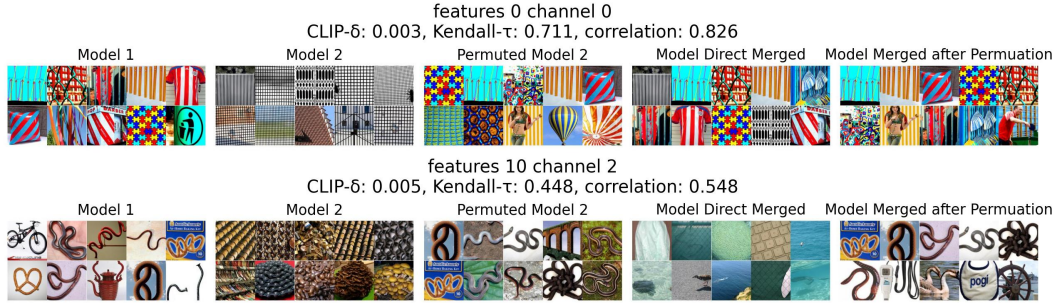 features 0 channel 0
CLIP-δ: 0.003, Kendall-τ: 0.711, correlation: 0.826
Model 1 Model 2 Permuted Model 2 Model Direct Merged Model Merged after Permuation
features 10 channel 2
CLIP-δ: 0.005, Kendall-τ: 0.448, correlation: 0.548
Model 1 Model 2 Permuted Model 2 Model Direct Merged Model Merged after Permuation
pogl